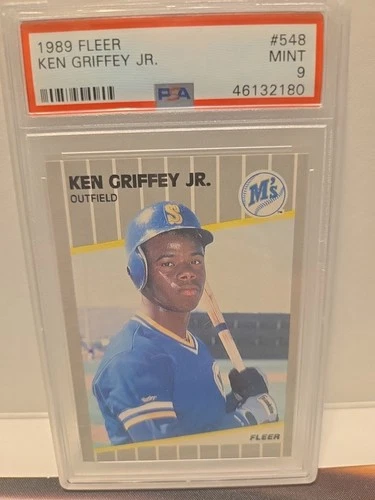 1989 FLEER #548
KEN GRIFFEY JR. MINT
9
PSA 46132180
KEN GRIFFEY JR.
OUTFIELD
M's
S
FLEER